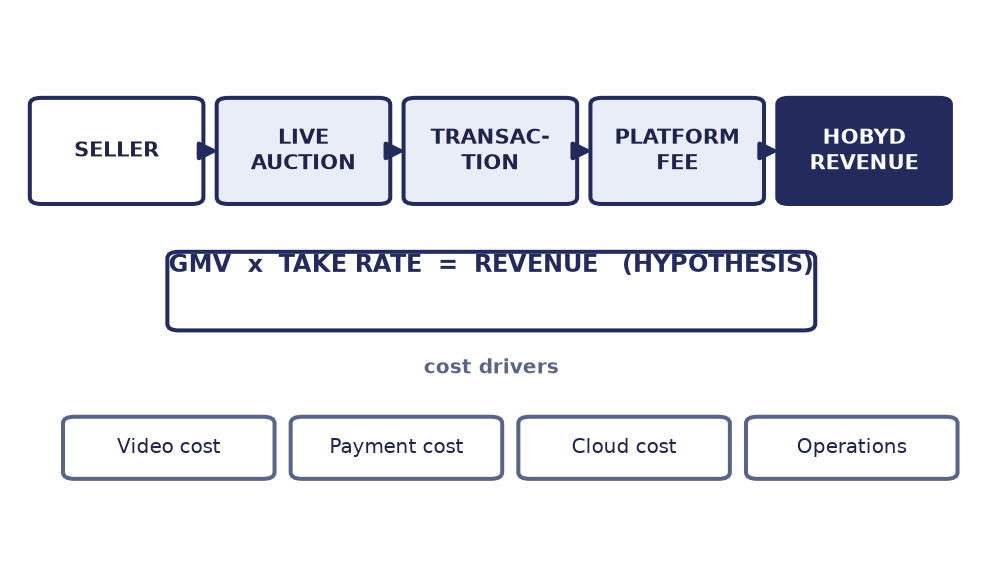 SELLER
LIVE
AUCTION
TRANSAC-
TION
PLATFORM
FEE
HOBYD
REVENUE
GMV x TAKE RATE = REVENUE (HYPOTHESIS)
cost drivers
Video cost
Payment cost
Cloud cost
Operations